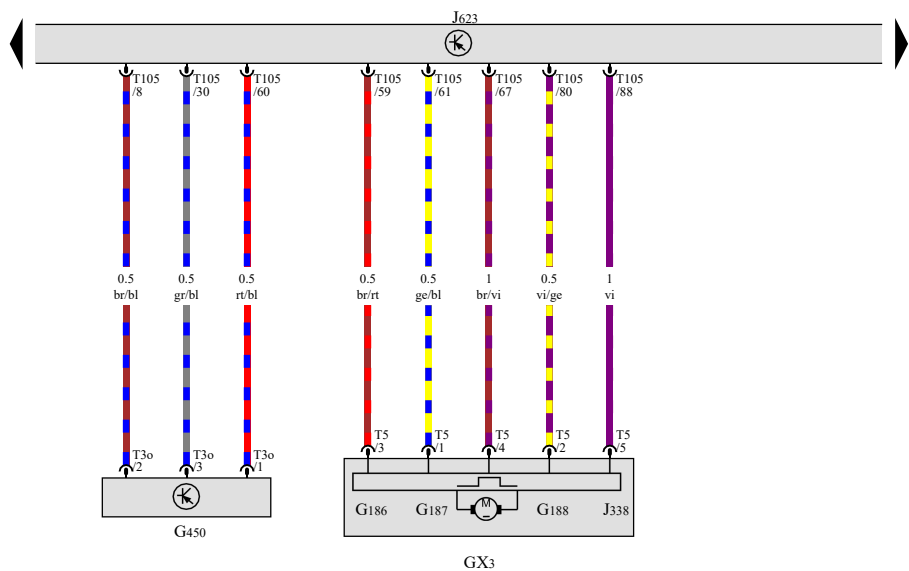 J623
T105 T105 T105 T105 T105 T105 T105 T105
/8 /30 /60 /59 /61 /67 /80 /88
0.5 0.5 0.5 0.5 0.5 1 0.5 1
br/bl gr/bl rt/bl br/rt ge/bl br/vi vi/ge vi
T5 T5 T5 T5 T5
/3 /1 /4 /2 /5
T3o T3o T3o
/2 /3 /1
M
G186 G187 G188 J338
G450
GX3